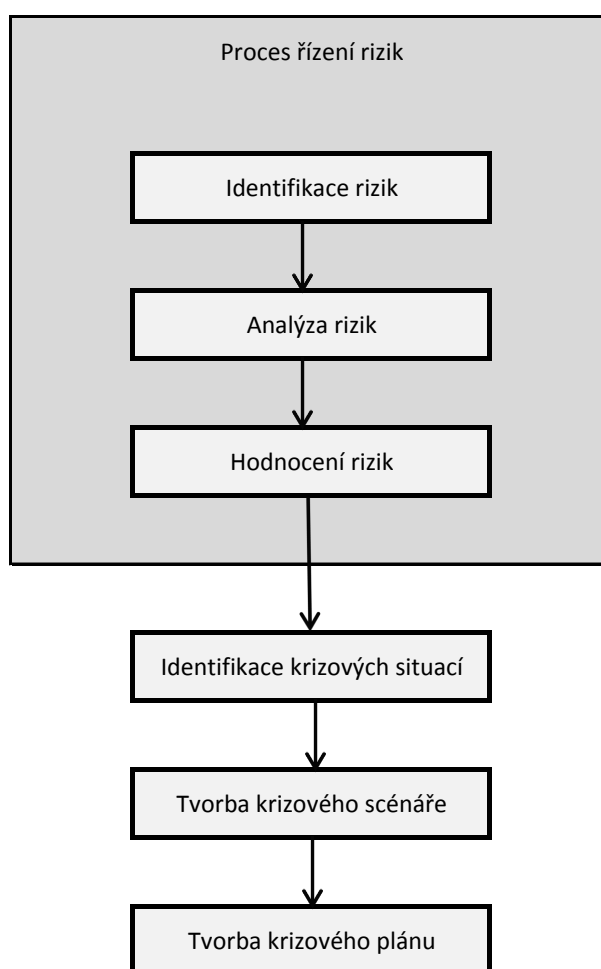 Proces řízení rizik
Identifikace rizik
Analýza rizik
Hodnocení rizik
Identifikace krizových situací
Tvorba krizového scénáře
Tvorba krizového plánu